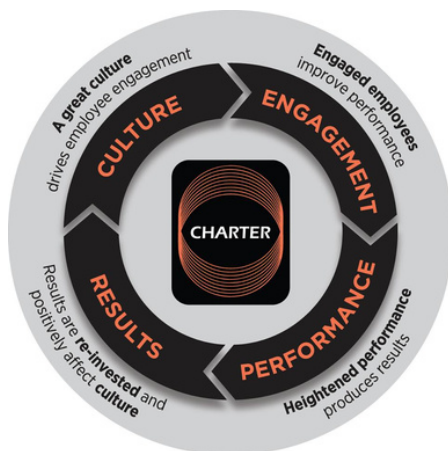 A great culture
drives employee engagement
CULTURE
Engaged employees
improve performance
ENGAGEMENT
CHARTER
Heightened performance
produces results
PERFORMANCE
Results are re-invested and
positively affect culture
RESULTS